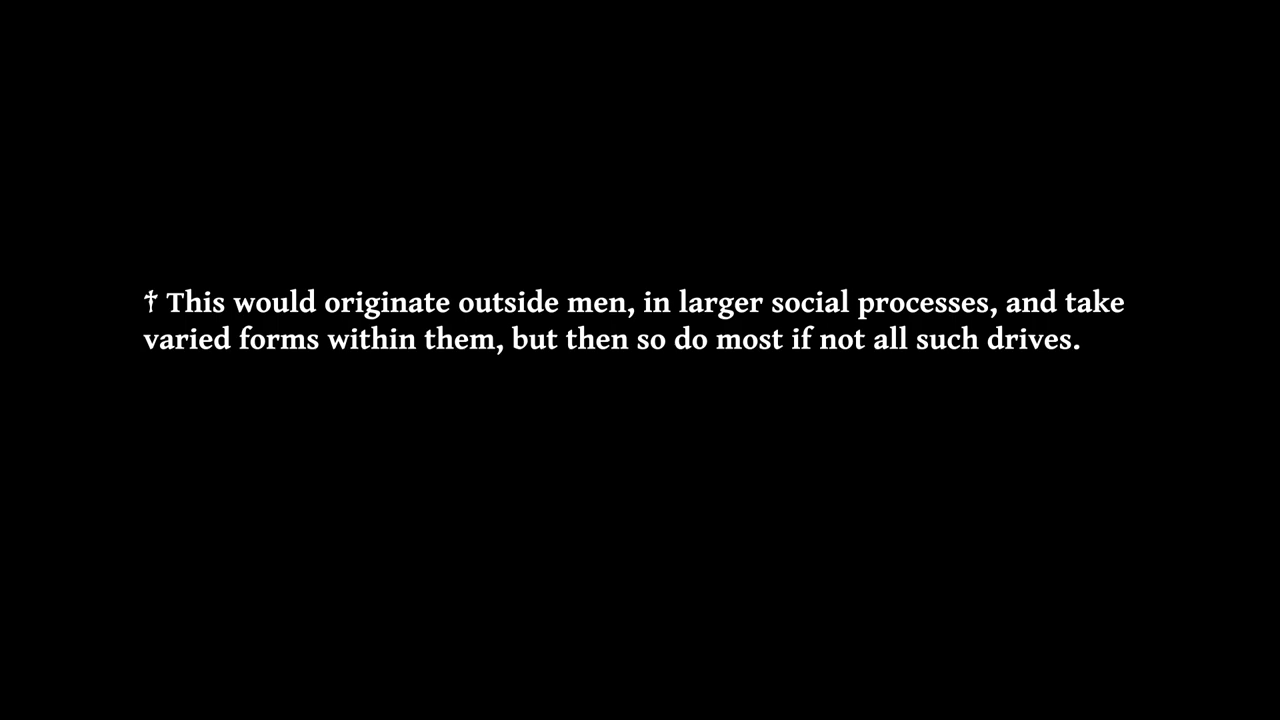 † This would originate outside men, in larger social processes, and take
varied forms within them, but then so do most if not all such drives.